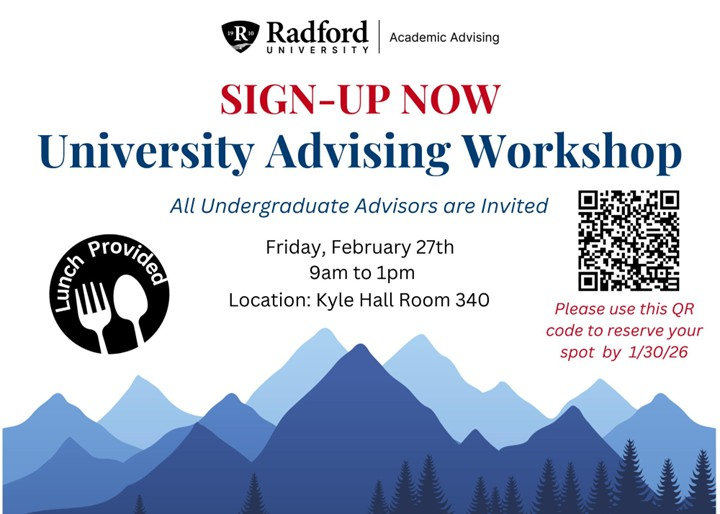 19 R 30 Radford UNIVERSITY | Academic Advising
SIGN-UP NOW
University Advising Workshop
All Undergraduate Advisors are Invited
Lunch Provided
Friday, February 27th
9am to 1pm
Location: Kyle Hall Room 340
Please use this QR
code to reserve your
spot by 1/30/26